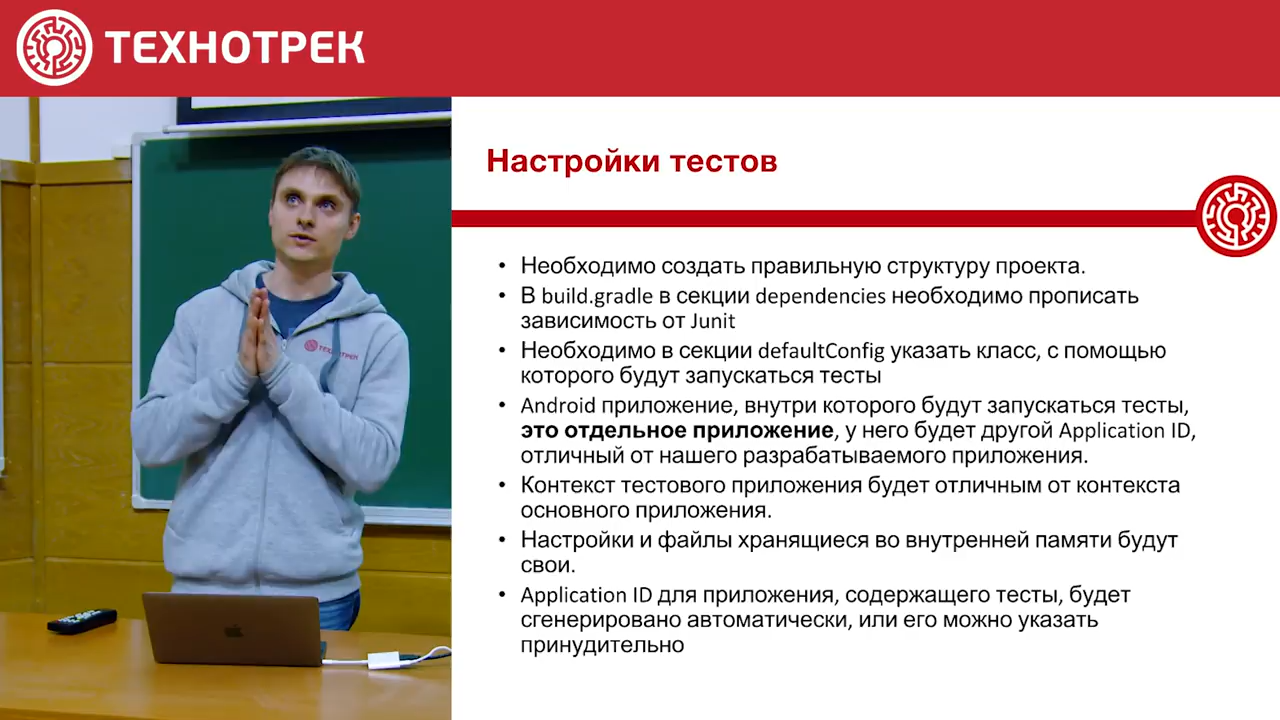 ТЕХНОТРЕК
Настройки тестов
• Необходимо создать правильную структуру проекта.
• В build.gradle в секции dependencies необходимо прописать
зависимость от Junit
• Необходимо в секции defaultConfig указать класс, с помощью
которого будут запускаться тесты
• Android приложение, внутри которого будут запускаться тесты,
это отдельное приложение, у него будет другой Application ID,
отличный от нашего разрабатываемого приложения.
• Контекст тестового приложения будет отличным от контекста
основного приложения.
• Настройки и файлы хранящиеся во внутренней памяти будут
свои.
• Application ID для приложения, содержащего тесты, будет
сгенерировано автоматически, или его можно указать
принудительно
ТЕХНОТРЕК